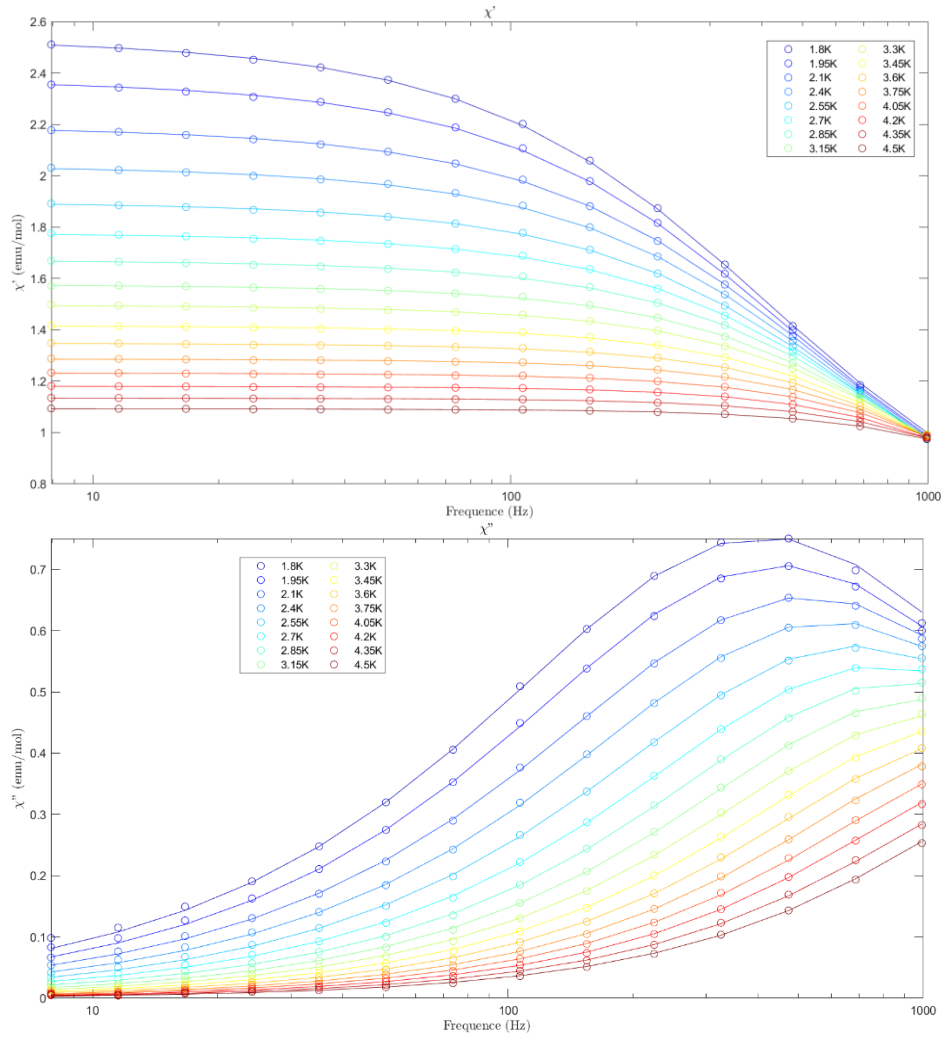 χ'
2.6
2.4
2.2
2
1.8
1.6
1.4
1.2
1
0.8
χ' (emu/mol)
1.8K 3.3K
1.95K 3.45K
2.1K 3.6K
2.4K 3.75K
2.55K 4.05K
2.7K 4.2K
2.85K 4.35K
3.15K 4.5K
10 100 1000
Frequence (Hz)
χ"
0.7
0.6
0.5
0.4
0.3
0.2
0.1
0
χ" (emu/mol)
1.8K 3.3K
1.95K 3.45K
2.1K 3.6K
2.4K 3.75K
2.55K 4.05K
2.7K 4.2K
2.85K 4.35K
3.15K 4.5K
10 100 1000
Frequence (Hz)